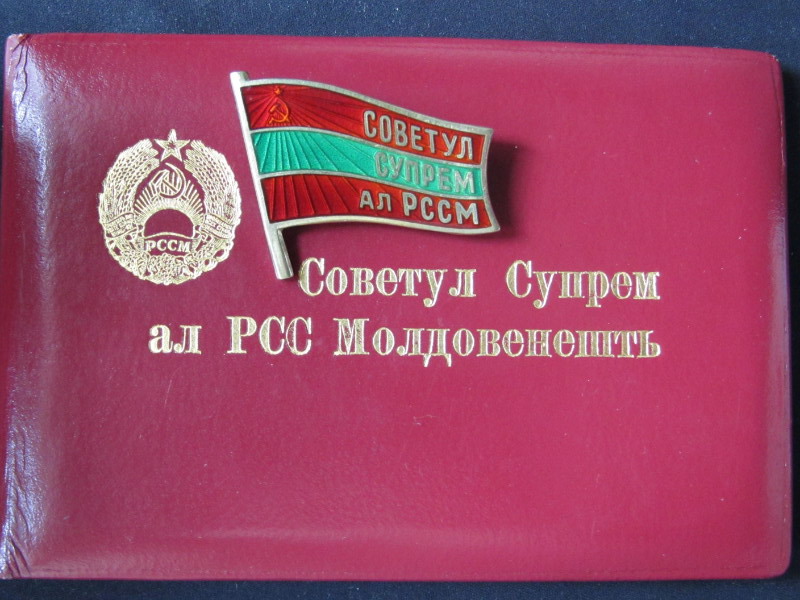 СОВЕТУЛ
СУПРЕМ
АЛ РССМ
РССМ
Советул Супрем
ал РСС Молдовенешть